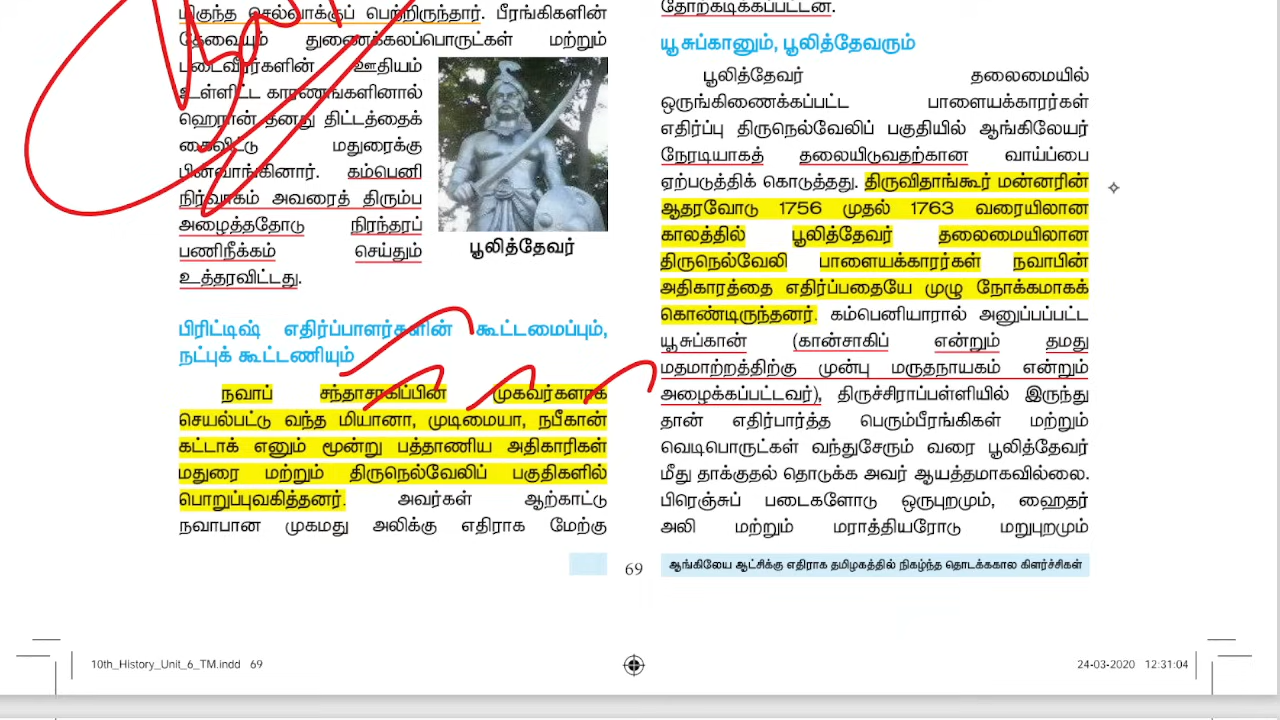 மிகுந்த செல்வாக்குப் பெற்றிருந்தார். பீரங்கிகளின்
தேவையும் துணைக்கலப்பொருட்கள் மற்றும்
படைவீரர்களின் ஊதியம்
உள்ளிட்ட காரணங்களினால்
ஹெரான் தனது திட்டத்தைக்
கைவிட்டு மதுரைக்கு
பின்வாங்கினார். கம்பெனி
நிர்வாகம் அவரைத் திரும்ப
அழைத்ததோடு நிரந்தரப்
பணிநீக்கம் செய்தும்
உத்தரவிட்டது.
பூலித்தேவர்
பிரிட்டிஷ் எதிர்ப்பாளர்களின் கூட்டமைப்பும்,
நட்புக் கூட்டணியும்
நவாப் சந்தாசாகிப்பின் முகவர்களாக
செயல்பட்டு வந்த மியானா, முடிமையா, நபீகான்
கட்டாக் எனும் மூன்று பத்தாணிய அதிகாரிகள்
மதுரை மற்றும் திருநெல்வேலிப் பகுதிகளில்
பொறுப்புவகித்தனர். அவர்கள் ஆற்காட்டு
நவாபான முகமது அலிக்கு எதிராக மேற்கு
தோற்கடிக்கப்பட்டன.
யூசுப்கானும், பூலித்தேவரும்
பூலித்தேவர் தலைமையில்
ஒருங்கிணைக்கப்பட்ட பாளையக்காரர்கள்
எதிர்ப்பு திருநெல்வேலிப் பகுதியில் ஆங்கிலேயர்
நேரடியாகத் தலையிடுவதற்கான வாய்ப்பை
ஏற்படுத்திக் கொடுத்தது. திருவிதாங்கூர் மன்னரின்
ஆதரவோடு 1756 முதல் 1763 வரையிலான
காலத்தில் பூலித்தேவர் தலைமையிலான
திருநெல்வேலி பாளையக்காரர்கள் நவாபின்
அதிகாரத்தை எதிர்ப்பதையே முழு நோக்கமாகக்
கொண்டிருந்தனர். கம்பெனியாரால் அனுப்பப்பட்ட
யூசுப்கான் (கான்சாகிப் என்றும் தமது
மதமாற்றத்திற்கு முன்பு மருதநாயகம் என்றும்
அழைக்கப்பட்டவர்), திருச்சிராப்பள்ளியில் இருந்து
தான் எதிர்பார்த்த பெரும்பீரங்கிகள் மற்றும்
வெடிபொருட்கள் வந்துசேரும் வரை பூலித்தேவர்
மீது தாக்குதல் தொடுக்க அவர் ஆயத்தமாகவில்லை.
பிரெஞ்சுப் படைகளோடு ஒருபுறமும், ஹைதர்
அலி மற்றும் மராத்தியரோடு மறுபுறமும்
69
ஆங்கிலேய ஆட்சிக்கு எதிராக தமிழகத்தில் நிகழ்ந்த தொடக்ககால கிளர்ச்சிகள்
10th_History_Unit_6_TM.indd 69
24-03-2020 12:31:04